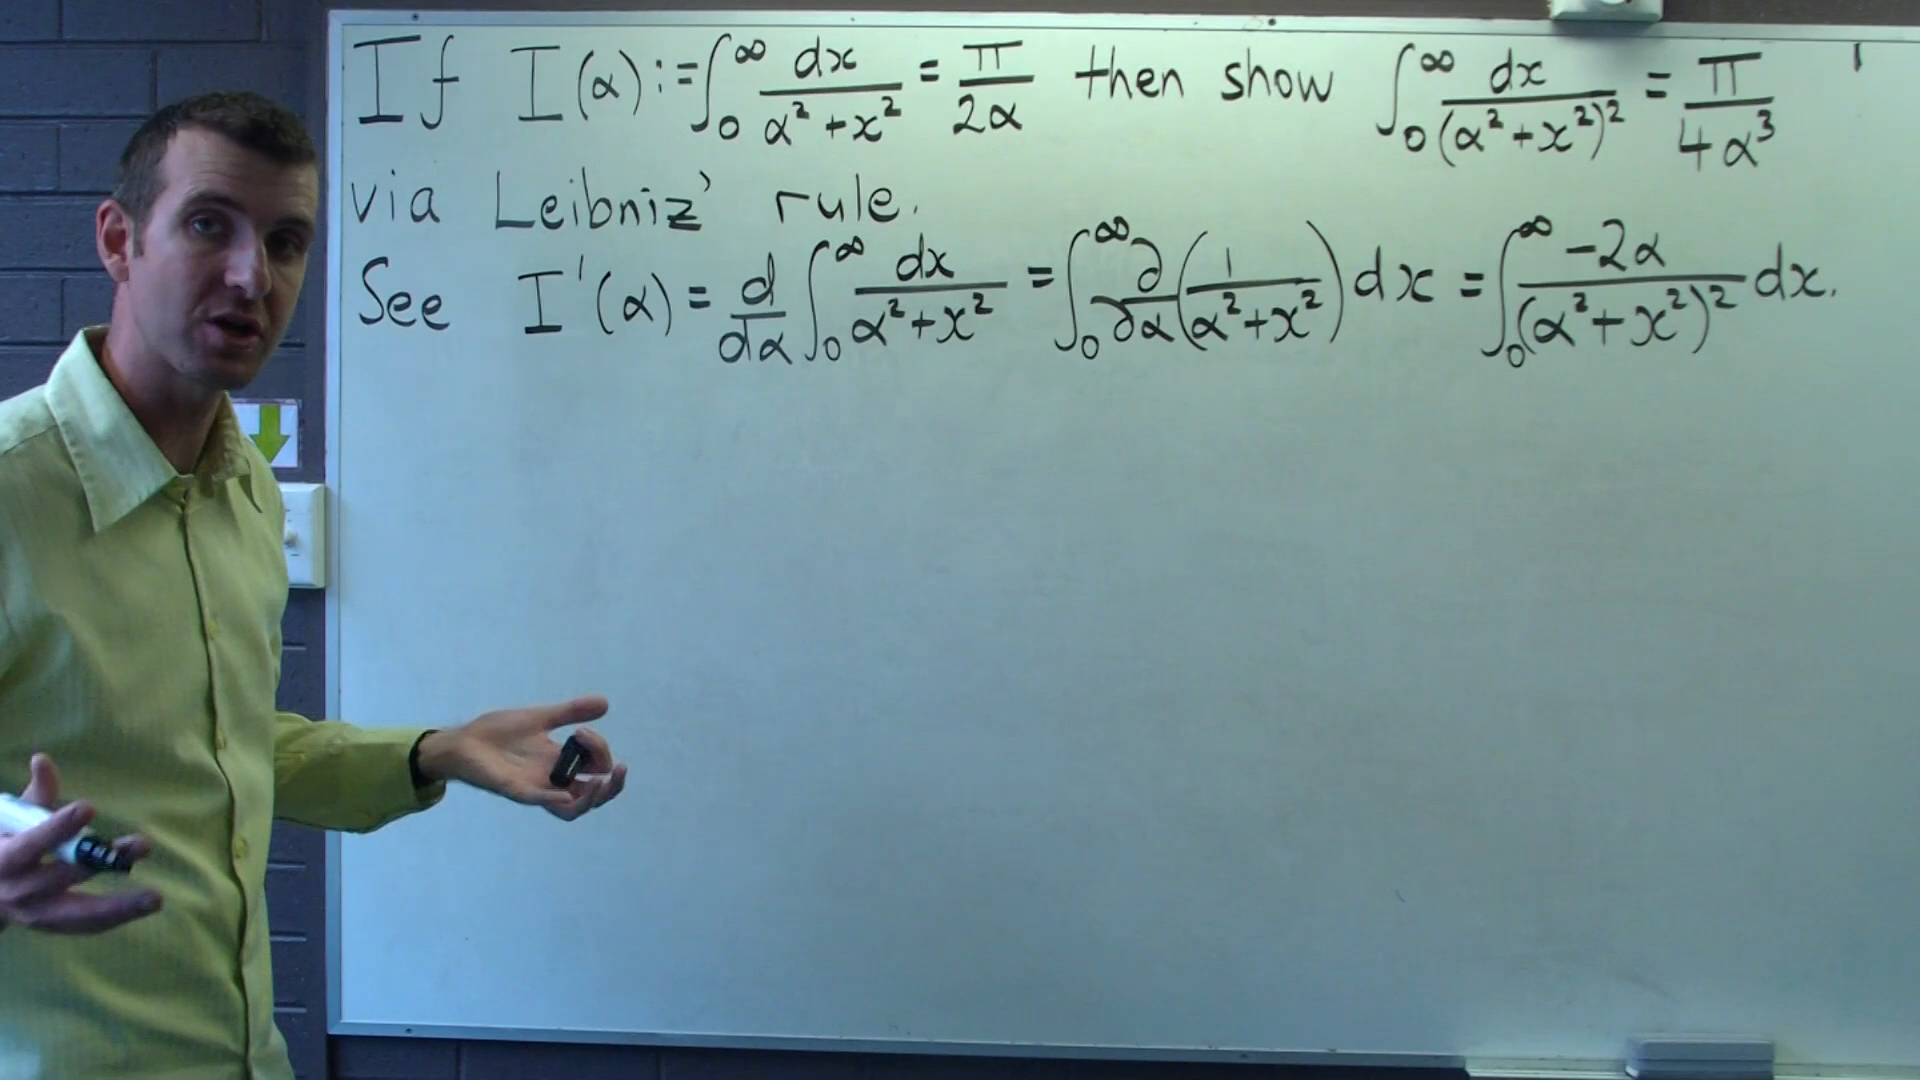 If I(α) := ∫₀^∞ dx/(α²+x²) = π/2α then show ∫₀^∞ dx/(α²+x²)² = π/4α³
via Leibniz' rule.
See I'(α) = d/dα ∫₀^∞ dx/(α²+x²) = ∫₀^∞ ∂/∂α (1/(α²+x²)) dx = ∫₀^∞ -2α/(α²+x²)² dx.